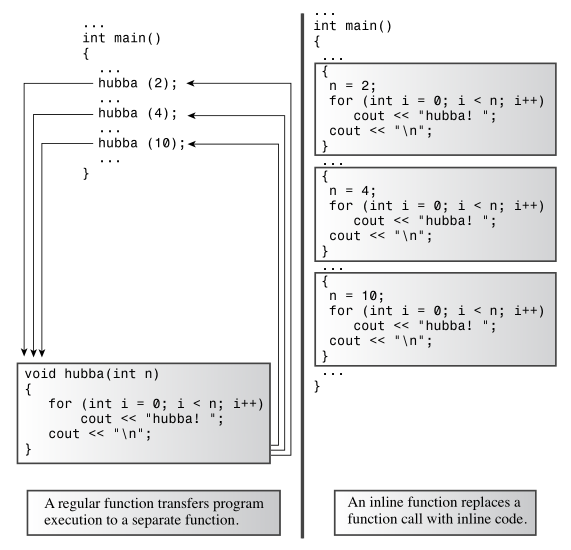 ...
int main()
{
...
hubba (2);
...
hubba (4);
...
hubba (10);
...
}
void hubba(int n)
{
for (int i = 0; i < n; i++)
cout << "hubba! ";
cout << "\n";
}
A regular function transfers program
execution to a separate function.
...
int main()
{
...
{
n = 2;
for (int i = 0; i < n; i++)
cout << "hubba! ";
cout << "\n";
}
...
{
n = 4;
for (int i = 0; i < n; i++)
cout << "hubba! ";
cout << "\n";
}
...
{
n = 10;
for (int i = 0; i < n; i++)
cout << "hubba! ";
cout << "\n";
}
...
}
An inline function replaces a
function call with inline code.